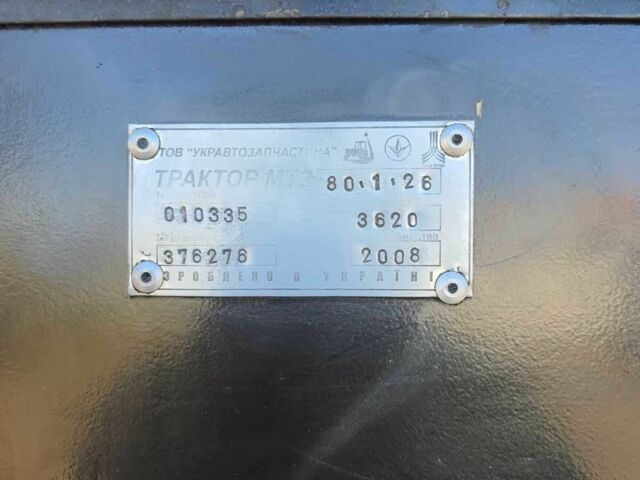 ТОВ "УКРАВТОЗАПЧАСТИНА"
ТРАКТОР МТЗ 80.1.26
010335 3620
376276 2008
ЗРОБЛЕНО В УКРАЇНІ